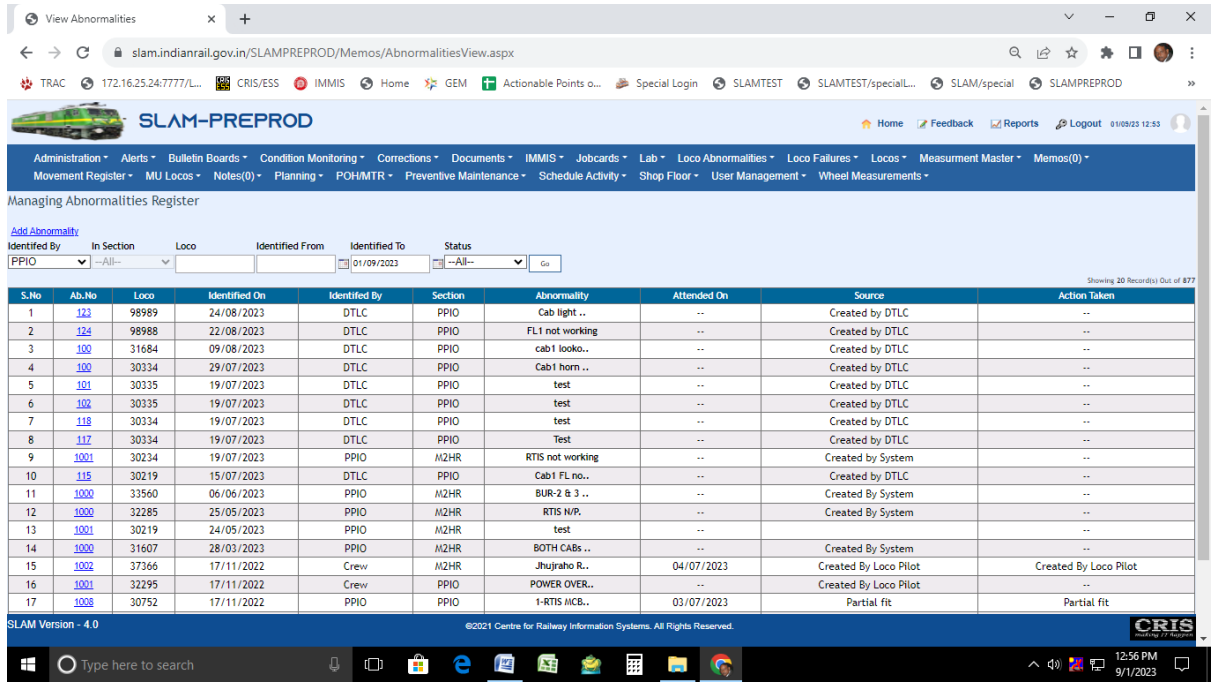 View Abnormalities
slam.indianrail.gov.in/SLAMPREPROD/Memos/AbnormalitiesView.aspx
TRAC 172.16.25.24:7777/L... CRIS/ESS IMMIS Home GEM Actionable Points o... Special Login SLAMTEST SLAMTEST/specialL... SLAM/special SLAMPREPROD »
SLAM-PREPROD
Home Feedback Reports Logout 01/09/23 12:53
Administration Alerts Bulletin Boards Condition Monitoring Corrections Documents IMMIS Jobcards Lab Loco Abnormalities Loco Failures Locos Measurment Master Memos(0)
Movement Register MU Locos Notes(0) Planning POH/MTR Preventive Maintenance Schedule Activity Shop Floor User Management Wheel Measurements
Managing Abnormalities Register
Add Abnormality
Identifed By In Section Loco Identified From Identified To Status
PPIO --All-- 01/09/2023 --All-- Go
Showing 20 Record(s) Out of 877
S.No Ab.No Loco Identified On Identifed By Section Abnormality Attended On Source Action Taken
1 123 98989 24/08/2023 DTLC PPIO Cab light .. -- Created by DTLC --
2 124 98988 22/08/2023 DTLC PPIO FL1 not working -- Created by DTLC --
3 100 31684 09/08/2023 DTLC PPIO cab1 looko.. -- Created by DTLC --
4 100 30334 29/07/2023 DTLC PPIO Cab1 horn .. -- Created by DTLC --
5 101 30335 19/07/2023 DTLC PPIO test -- Created by DTLC --
6 102 30335 19/07/2023 DTLC PPIO test -- Created by DTLC --
7 118 30334 19/07/2023 DTLC PPIO test -- Created by DTLC --
8 117 30334 19/07/2023 DTLC PPIO Test -- Created by DTLC --
9 1001 30234 19/07/2023 PPIO M2HR RTIS not working -- Created by System --
10 115 30219 15/07/2023 DTLC PPIO Cab1 FL no.. -- Created by DTLC --
11 1000 33560 06/06/2023 PPIO M2HR BUR-2 & 3 .. -- Created By System --
12 1000 32285 25/05/2023 PPIO M2HR RTIS N/P. -- Created By System --
13 1001 30219 24/05/2023 PPIO M2HR test -- --
14 1000 31607 28/03/2023 PPIO M2HR BOTH CABs .. -- Created By System --
15 1002 37366 17/11/2022 Crew M2HR Jhujraho R.. 04/07/2023 Created By Loco Pilot Created By Loco Pilot
16 1001 32295 17/11/2022 Crew PPIO POWER OVER.. -- Created By Loco Pilot --
17 1008 30752 17/11/2022 PPIO PPIO 1-RTIS MCB.. 03/07/2023 Partial fit Partial fit
SLAM Version - 4.0 ©2021 Centre for Railway Information Systems. All Rights Reserved. CRIS
making IT happen
Type here to search
12:56 PM
9/1/2023